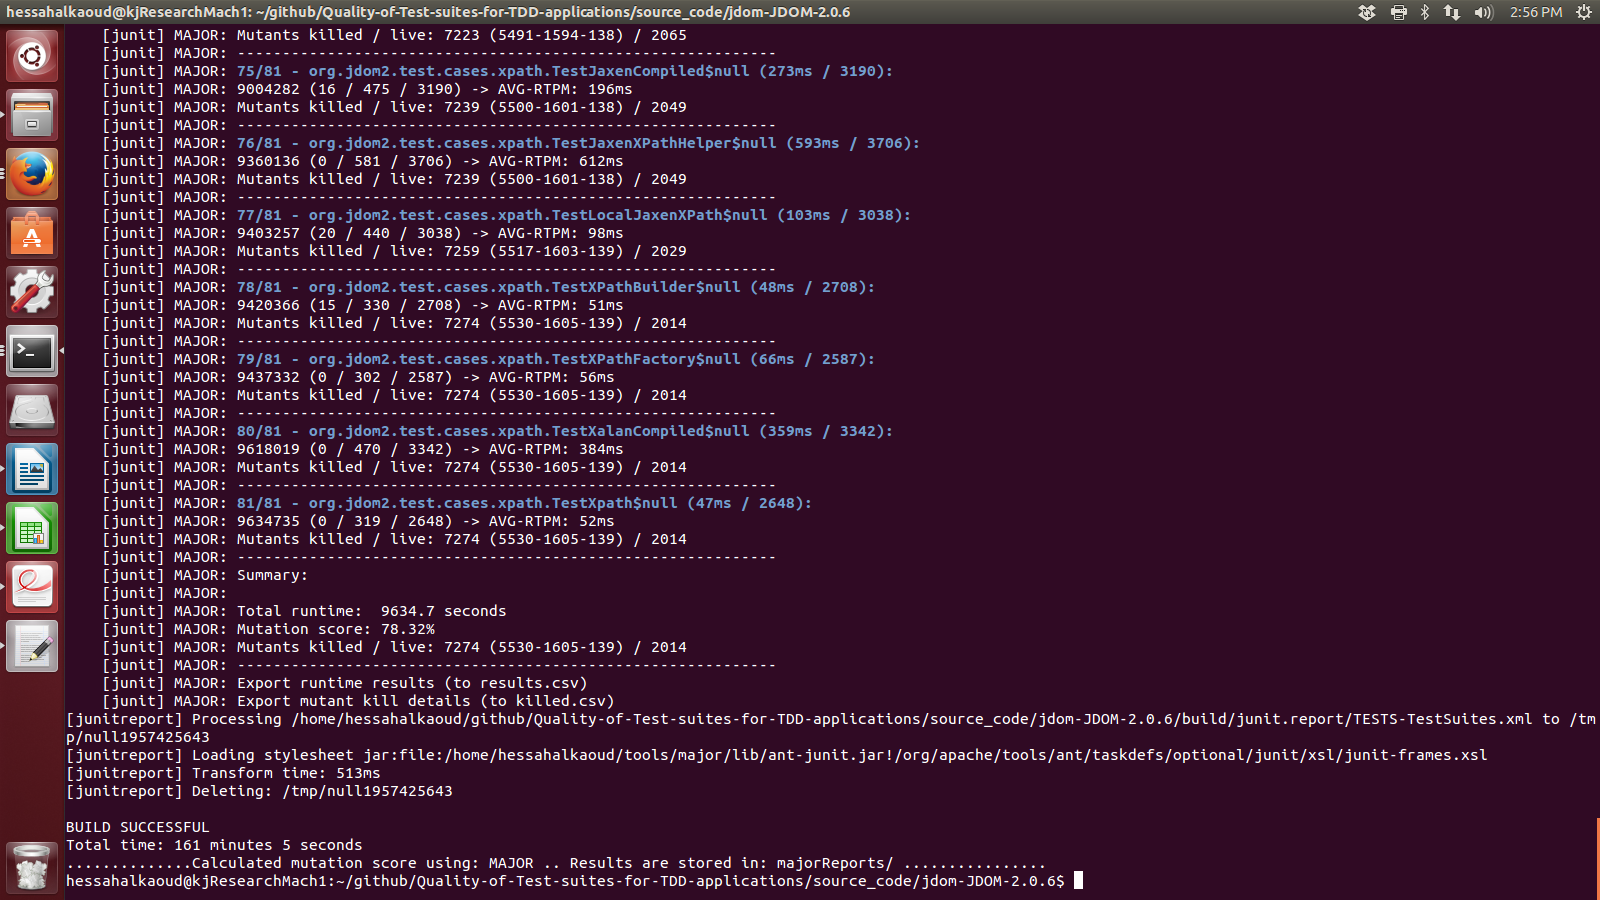 hessahalkaoud@kjResearchMach1: ~/github/Quality-of-Test-suites-for-TDD-applications/source_code/jdom-JDOM-2.0.6
2:56 PM
[junit] MAJOR: Mutants killed / live: 7223 (5491-1594-138) / 2065
[junit] MAJOR: ------------------------------------------------------------
[junit] MAJOR: 75/81 - org.jdom2.test.cases.xpath.TestJaxenCompiled$null (273ms / 3190):
[junit] MAJOR: 9004282 (16 / 475 / 3190) -> AVG-RTPM: 196ms
[junit] MAJOR: Mutants killed / live: 7239 (5500-1601-138) / 2049
[junit] MAJOR: ------------------------------------------------------------
[junit] MAJOR: 76/81 - org.jdom2.test.cases.xpath.TestJaxenXPathHelper$null (593ms / 3706):
[junit] MAJOR: 9360136 (0 / 581 / 3706) -> AVG-RTPM: 612ms
[junit] MAJOR: Mutants killed / live: 7239 (5500-1601-138) / 2049
[junit] MAJOR: ------------------------------------------------------------
[junit] MAJOR: 77/81 - org.jdom2.test.cases.xpath.TestLocalJaxenXPath$null (103ms / 3038):
[junit] MAJOR: 9403257 (20 / 440 / 3038) -> AVG-RTPM: 98ms
[junit] MAJOR: Mutants killed / live: 7259 (5517-1603-139) / 2029
[junit] MAJOR: ------------------------------------------------------------
[junit] MAJOR: 78/81 - org.jdom2.test.cases.xpath.TestXPathBuilder$null (48ms / 2708):
[junit] MAJOR: 9420366 (15 / 330 / 2708) -> AVG-RTPM: 51ms
[junit] MAJOR: Mutants killed / live: 7274 (5530-1605-139) / 2014
[junit] MAJOR: ------------------------------------------------------------
[junit] MAJOR: 79/81 - org.jdom2.test.cases.xpath.TestXPathFactory$null (66ms / 2587):
[junit] MAJOR: 9437332 (0 / 302 / 2587) -> AVG-RTPM: 56ms
[junit] MAJOR: Mutants killed / live: 7274 (5530-1605-139) / 2014
[junit] MAJOR: ------------------------------------------------------------
[junit] MAJOR: 80/81 - org.jdom2.test.cases.xpath.TestXalanCompiled$null (359ms / 3342):
[junit] MAJOR: 9618019 (0 / 470 / 3342) -> AVG-RTPM: 384ms
[junit] MAJOR: Mutants killed / live: 7274 (5530-1605-139) / 2014
[junit] MAJOR: ------------------------------------------------------------
[junit] MAJOR: 81/81 - org.jdom2.test.cases.xpath.TestXpath$null (47ms / 2648):
[junit] MAJOR: 9634735 (0 / 319 / 2648) -> AVG-RTPM: 52ms
[junit] MAJOR: Mutants killed / live: 7274 (5530-1605-139) / 2014
[junit] MAJOR: ------------------------------------------------------------
[junit] MAJOR: Summary:
[junit] MAJOR:
[junit] MAJOR: Total runtime:  9634.7 seconds
[junit] MAJOR: Mutation score: 78.32%
[junit] MAJOR: Mutants killed / live: 7274 (5530-1605-139) / 2014
[junit] MAJOR: ------------------------------------------------------------
[junit] MAJOR: Export runtime results (to results.csv)
[junit] MAJOR: Export mutant kill details (to killed.csv)
[junitreport] Processing /home/hessahalkaoud/github/Quality-of-Test-suites-for-TDD-applications/source_code/jdom-JDOM-2.0.6/build/junit.report/TESTS-TestSuites.xml to /tm
p/null1957425643
[junitreport] Loading stylesheet jar:file:/home/hessahalkaoud/tools/major/lib/ant-junit.jar!/org/apache/tools/ant/taskdefs/optional/junit/xsl/junit-frames.xsl
[junitreport] Transform time: 513ms
[junitreport] Deleting: /tmp/null1957425643
BUILD SUCCESSFUL
Total time: 161 minutes 5 seconds
..............Calculated mutation score using: MAJOR .. Results are stored in: majorReports/ ................
hessahalkaoud@kjResearchMach1:~/github/Quality-of-Test-suites-for-TDD-applications/source_code/jdom-JDOM-2.0.6$